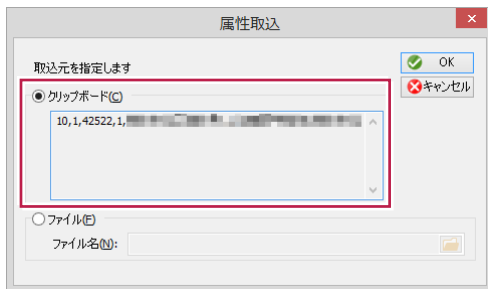 属性取込
取込元を指定します
OK
キャンセル
クリップボード(C)
10,1,42522,1,
ファイル(F)
ファイル名(N):